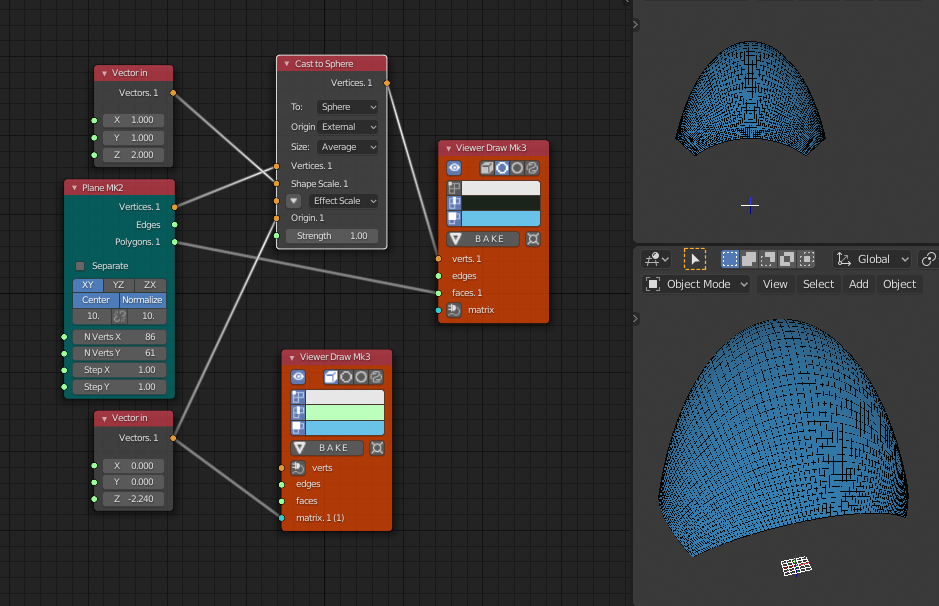 Vector in
Vectors. 1
X 1.000
Y 1.000
Z 2.000
Plane MK2
Vertices. 1
Edges
Polygons. 1
Separate
XY YZ ZX
Center Normalize
10. 10.
N Verts X 86
N Verts Y 61
Step X 1.00
Step Y 1.00
Vector in
Vectors. 1
X 0.000
Y 0.000
Z -2.240
Cast to Sphere
Vertices. 1
To: Sphere
Origin External
Size: Average
Vertices. 1
Shape Scale. 1
Effect Scale
Origin. 1
Strength 1.00
Viewer Draw Mk3
BAKE
verts
edges
faces
matrix. 1 (1)
Viewer Draw Mk3
BAKE
verts. 1
edges
faces. 1
matrix
Global
Object Mode View Select Add Object